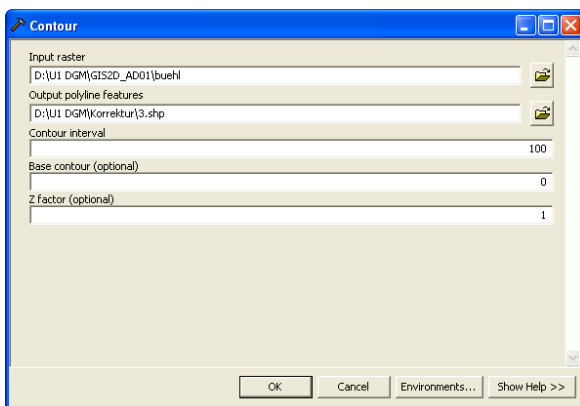 Contour
Input raster
D:\U1 DGM\GIS2D_AD01\buehl
Output polyline features
D:\U1 DGM\Korrektur\3.shp
Contour interval
100
Base contour (optional)
0
Z factor (optional)
1
OK
Cancel
Environments...
Show Help >>